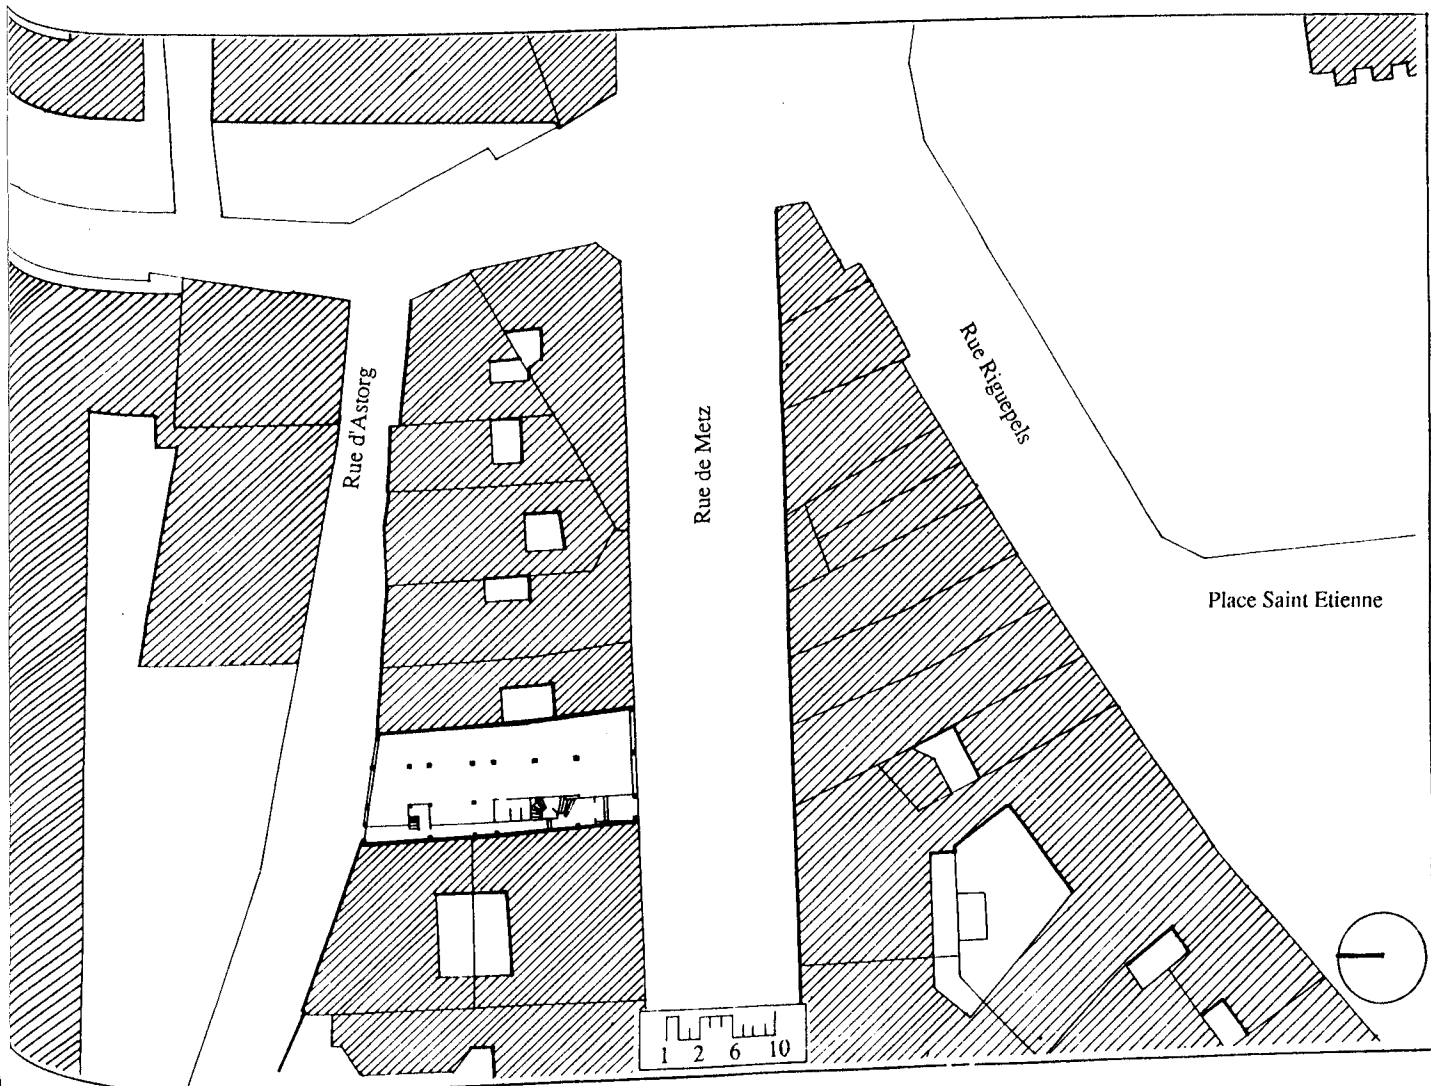 Rue d'Astorg
Rue de Metz
Rue Riguepels
Place Saint Etienne
1 2 6 10